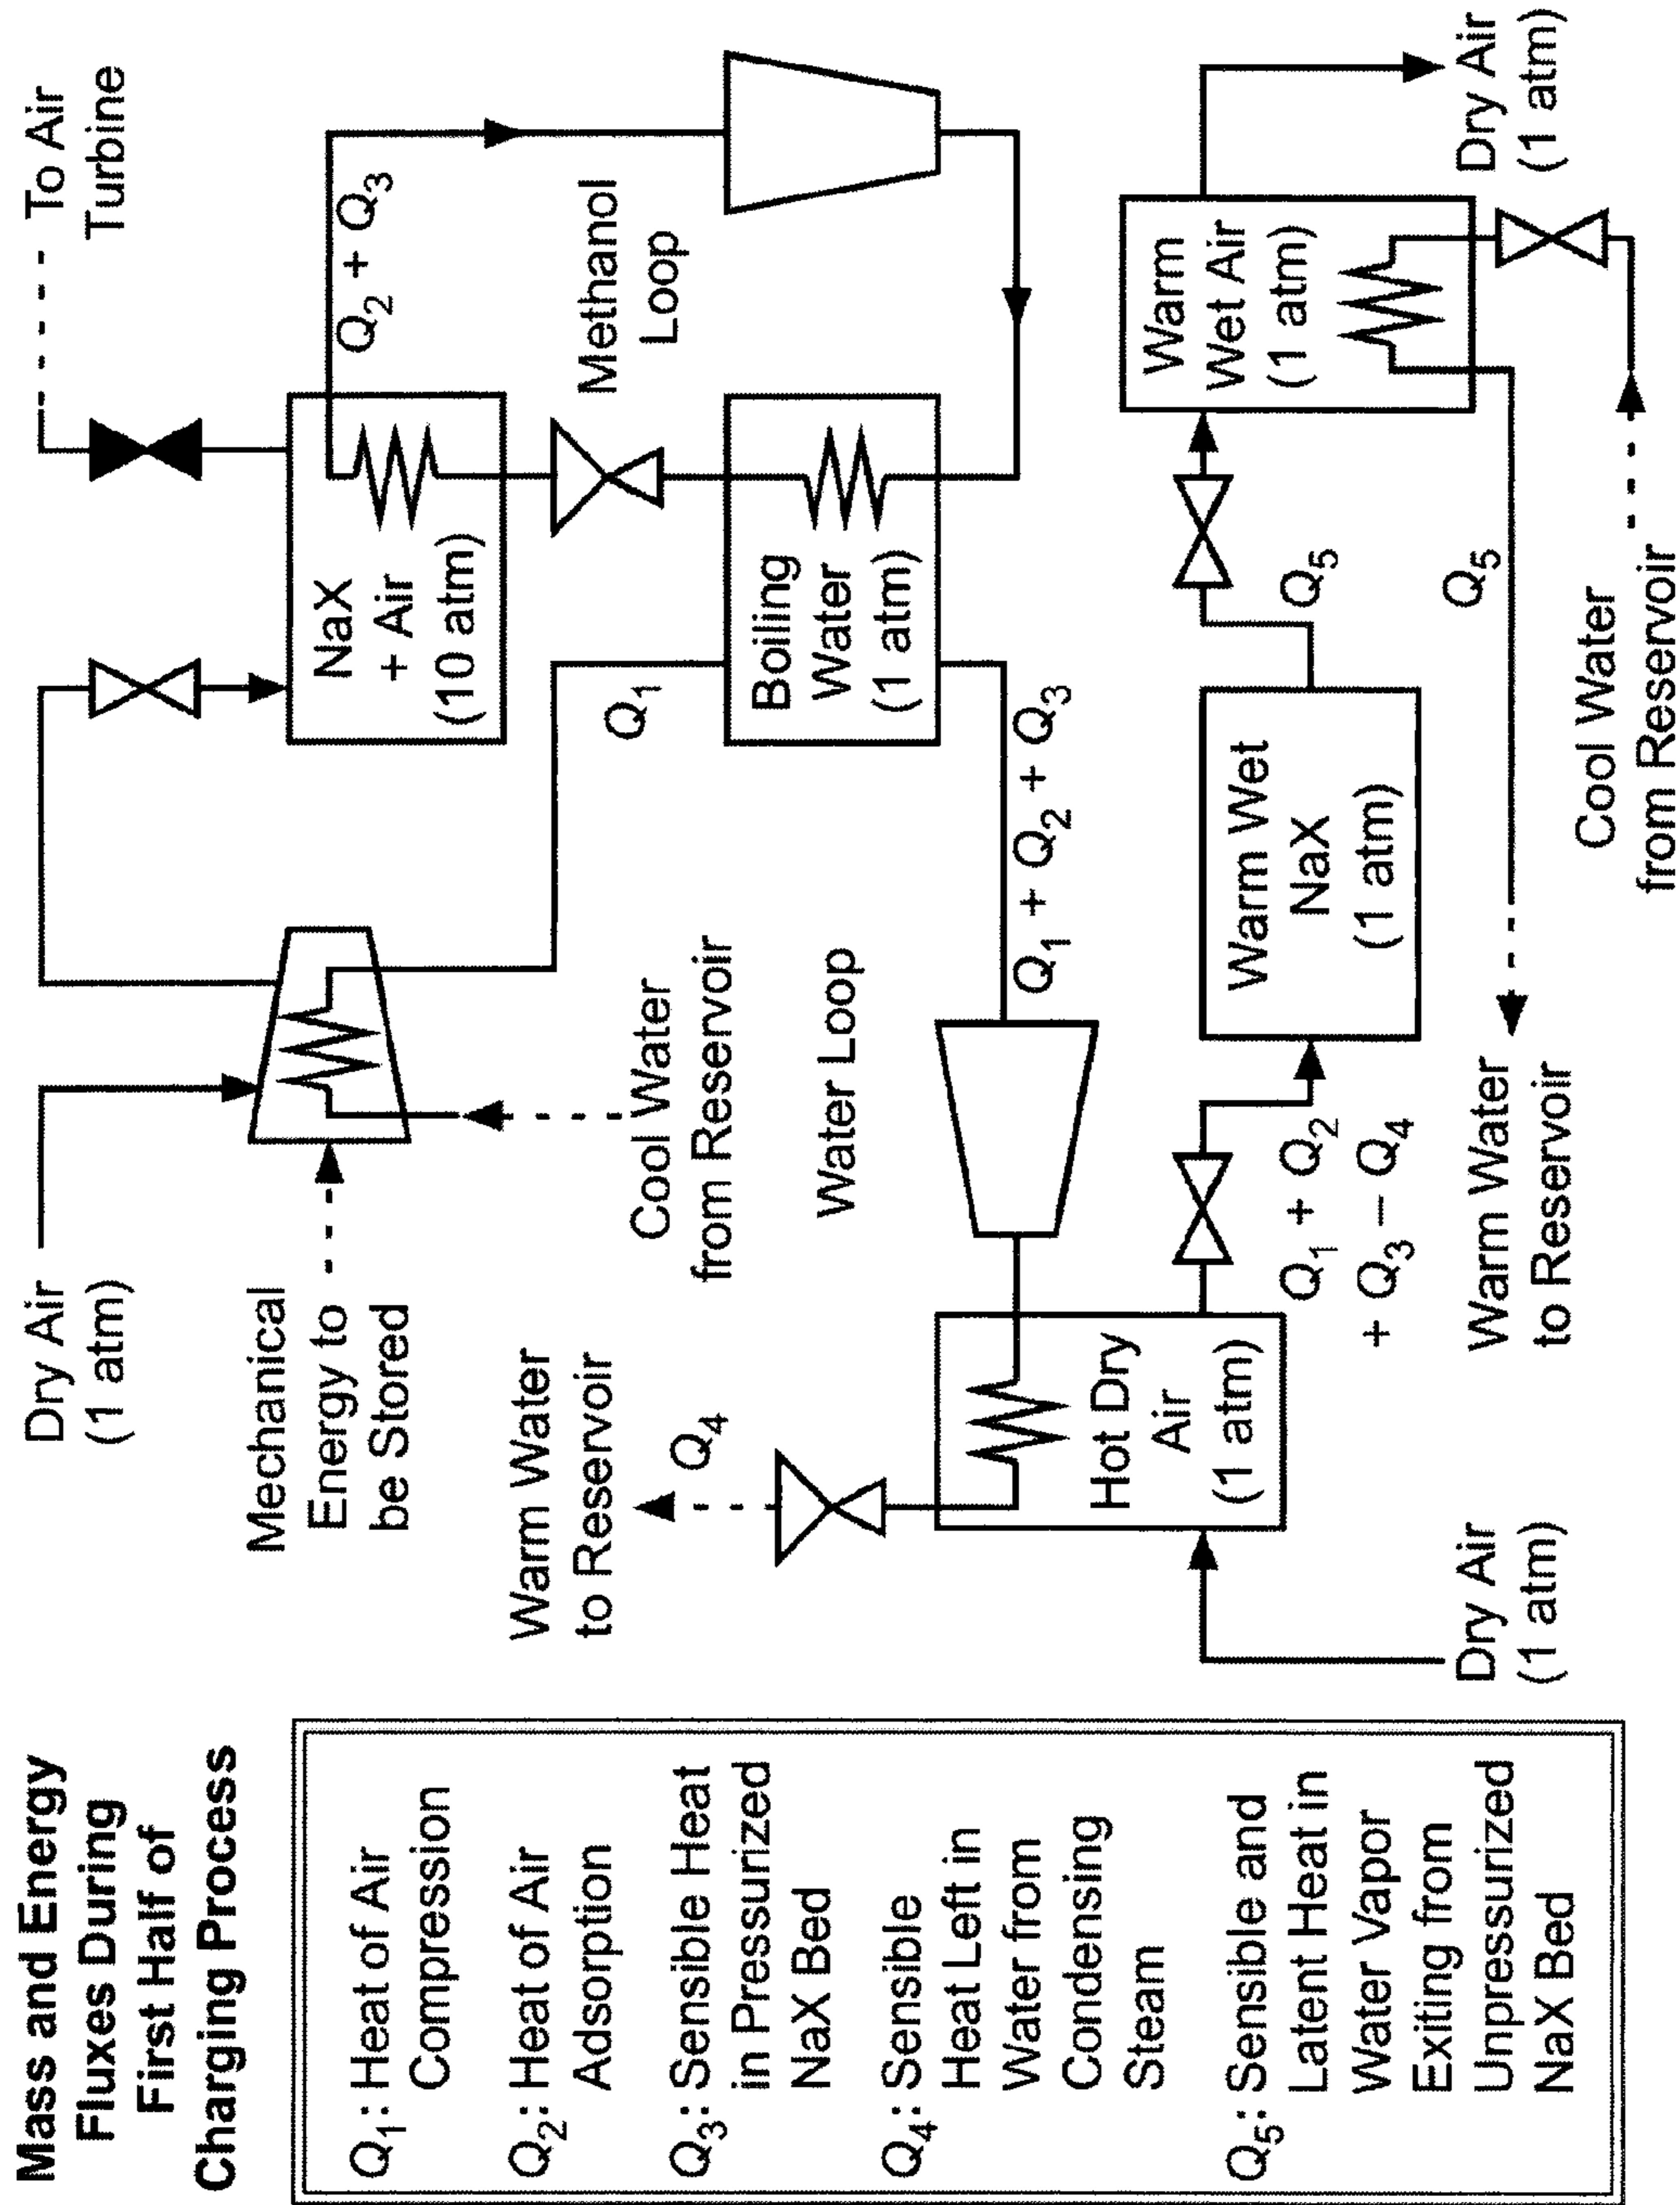 Mass and Energy
Fluxes During
First Half of
Charging Process
Q1: Heat of Air
Compression
Q2: Heat of Air
Adsorption
Q3: Sensible Heat
in Pressurized
NaX Bed
Q4: Sensible
Heat Left in
Water from
Condensing
Steam
Q5: Sensible and
Latent Heat in
Water Vapor
Exiting from
Unpressurized
NaX Bed
Dry Air
(1 atm)
Mechanical
Energy to
be Stored
Cool Water
from Reservoir
To Air
Turbine
NaX
+ Air
(10 atm)
Q2 + Q3
Methanol
Loop
Q1
Boiling
Water
(1 atm)
Q1 + Q2 + Q3
Water Loop
Warm Water
to Reservoir
Q4
Hot Dry
Air
(1 atm)
Dry Air
(1 atm)
Q1 + Q2
+ Q3 – Q4
Warm Wet
NaX
(1 atm)
Q5
Warm
Wet Air
(1 atm)
Dry Air
(1 atm)
Q5
Warm Water
to Reservoir
Cool Water
from Reservoir